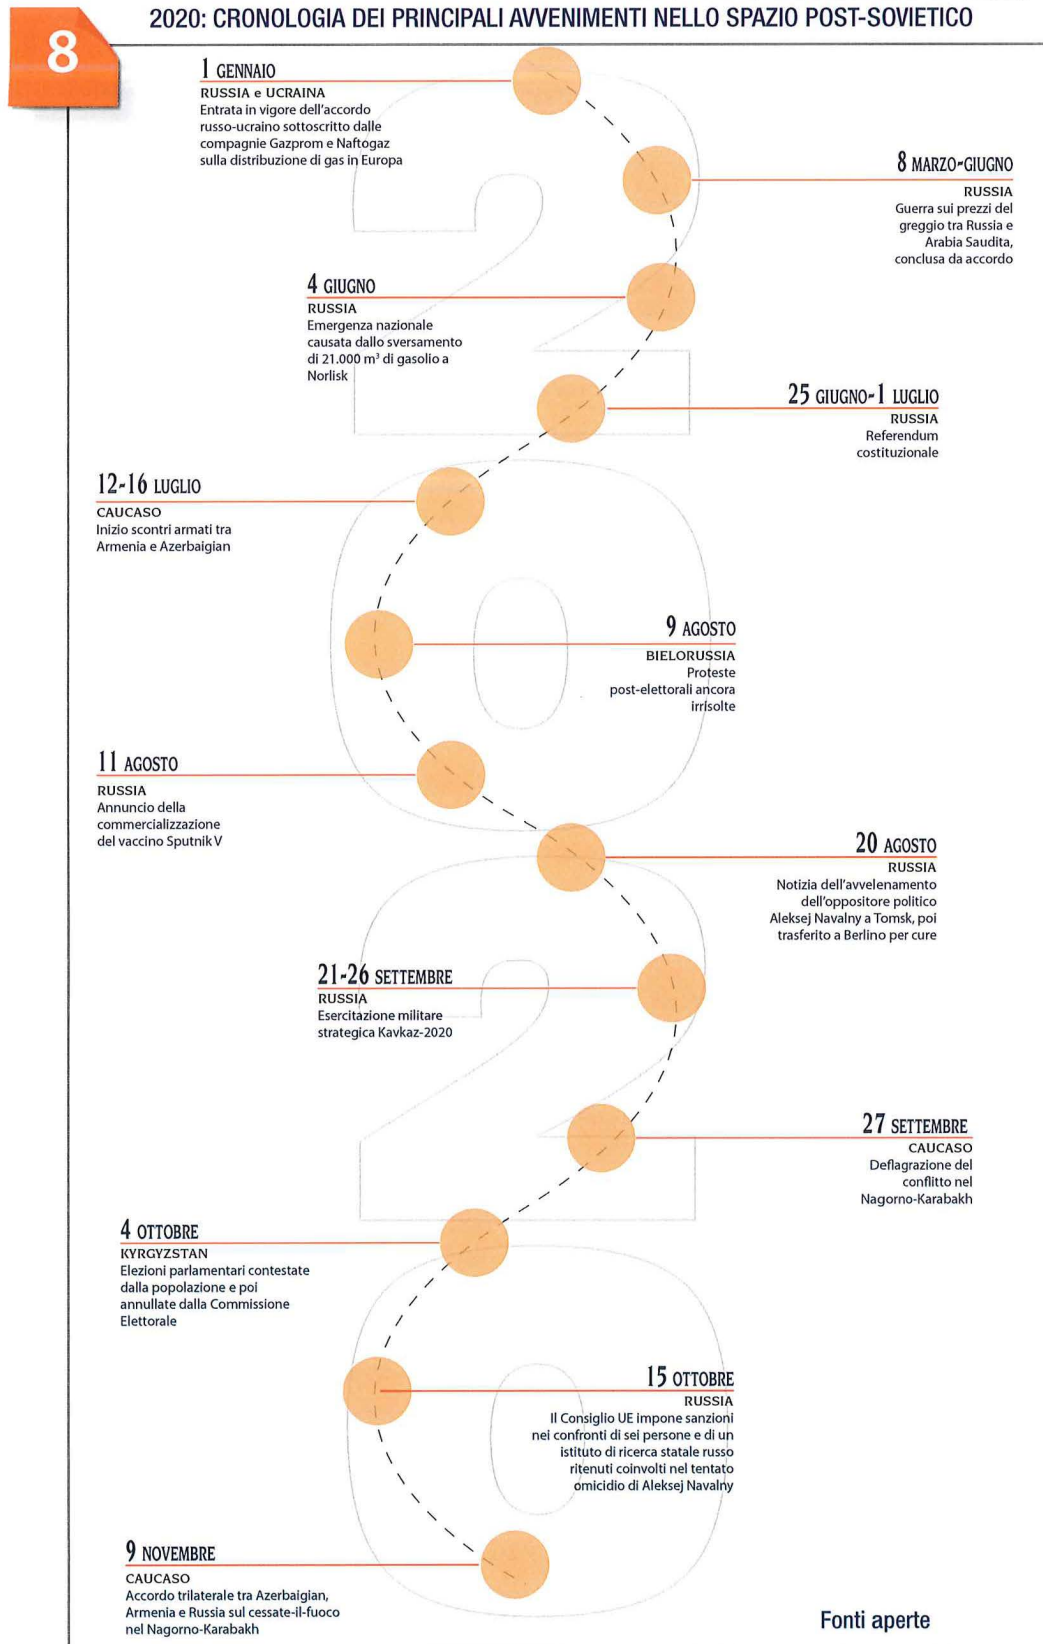 2020: CRONOLOGIA DEI PRINCIPALI AVVENIMENTI NELLO SPAZIO POST-SOVIETICO
8
1 GENNAIO
RUSSIA e UCRAINA
Entrata in vigore dell'accordo
russo-ucraino sottoscritto dalle
compagnie Gazprom e Naftogaz
sulla distribuzione di gas in Europa
8 MARZO-GIUGNO
RUSSIA
Guerra sui prezzi del
greggio tra Russia e
Arabia Saudita,
conclusa da accordo
4 GIUGNO
RUSSIA
Emergenza nazionale
causata dallo sversamento
di 21.000 m³ di gasolio a
Norlisk
25 GIUGNO-1 LUGLIO
RUSSIA
Referendum
costituzionale
12-16 LUGLIO
CAUCASO
Inizio scontri armati tra
Armenia e Azerbaigian
9 AGOSTO
BIELORUSSIA
Proteste
post-elettorali ancora
irrisolte
11 AGOSTO
RUSSIA
Annuncio della
commercializzazione
del vaccino Sputnik V
20 AGOSTO
RUSSIA
Notizia dell'avvelenamento
dell'oppositore politico
Aleksej Navalny a Tomsk, poi
trasferito a Berlino per cure
21-26 SETTEMBRE
RUSSIA
Esercitazione militare
strategica Kavkaz-2020
27 SETTEMBRE
CAUCASO
Deflagrazione del
conflitto nel
Nagorno-Karabakh
4 OTTOBRE
KYRGYZSTAN
Elezioni parlamentari contestate
dalla popolazione e poi
annullate dalla Commissione
Elettorale
15 OTTOBRE
RUSSIA
Il Consiglio UE impone sanzioni
nei confronti di sei persone e di un
istituto di ricerca statale russo
ritenuti coinvolti nel tentato
omicidio di Aleksej Navalny
9 NOVEMBRE
CAUCASO
Accordo trilaterale tra Azerbaigian,
Armenia e Russia sul cessate-il-fuoco
nel Nagorno-Karabakh
Fonti aperte
2
0
2
0